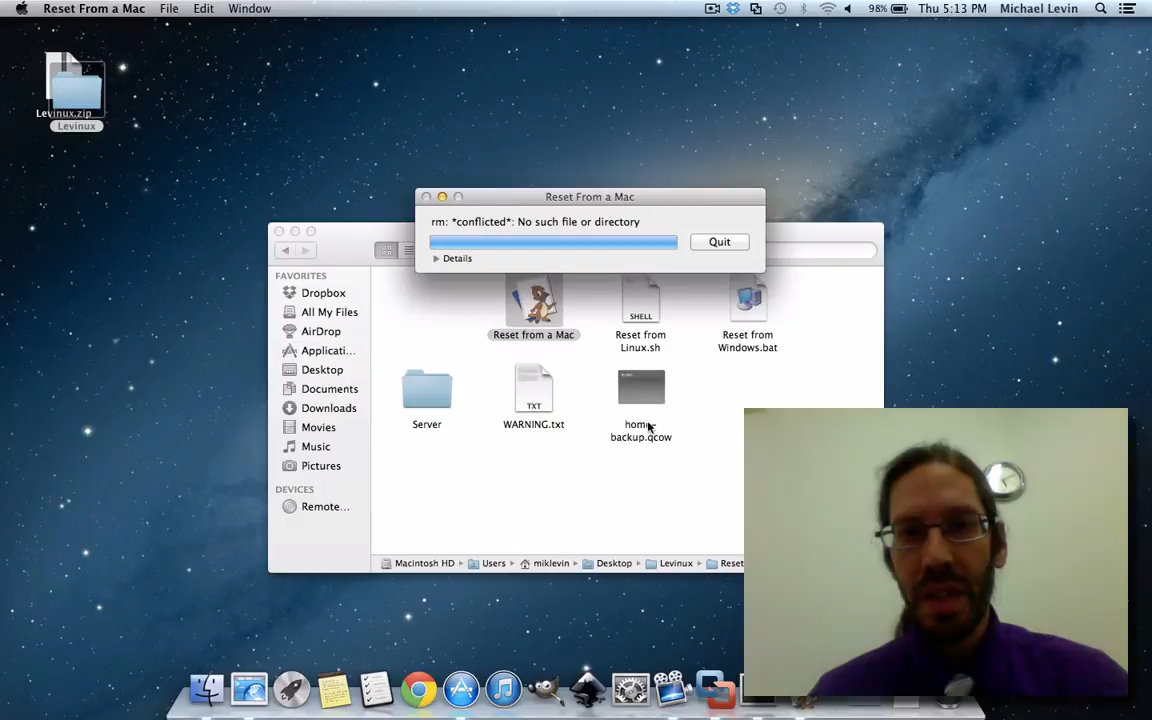 Reset From a Mac File Edit Window 98% Thu 5:13 PM Michael Levin
Levinux.zip
Levinux
Reset From a Mac
rm: *conflicted*: No such file or directory
Quit
Details
FAVORITES
Dropbox
All My Files
AirDrop
Applicati...
Desktop
Documents
Downloads
Movies
Music
Pictures
DEVICES
Remote...
Reset from a Mac
SHELL
Reset from
Linux.sh
Reset from
Windows.bat
Server
TXT
WARNING.txt
home-
backup.qcow
Macintosh HD Users miklevin Desktop Levinux Reset